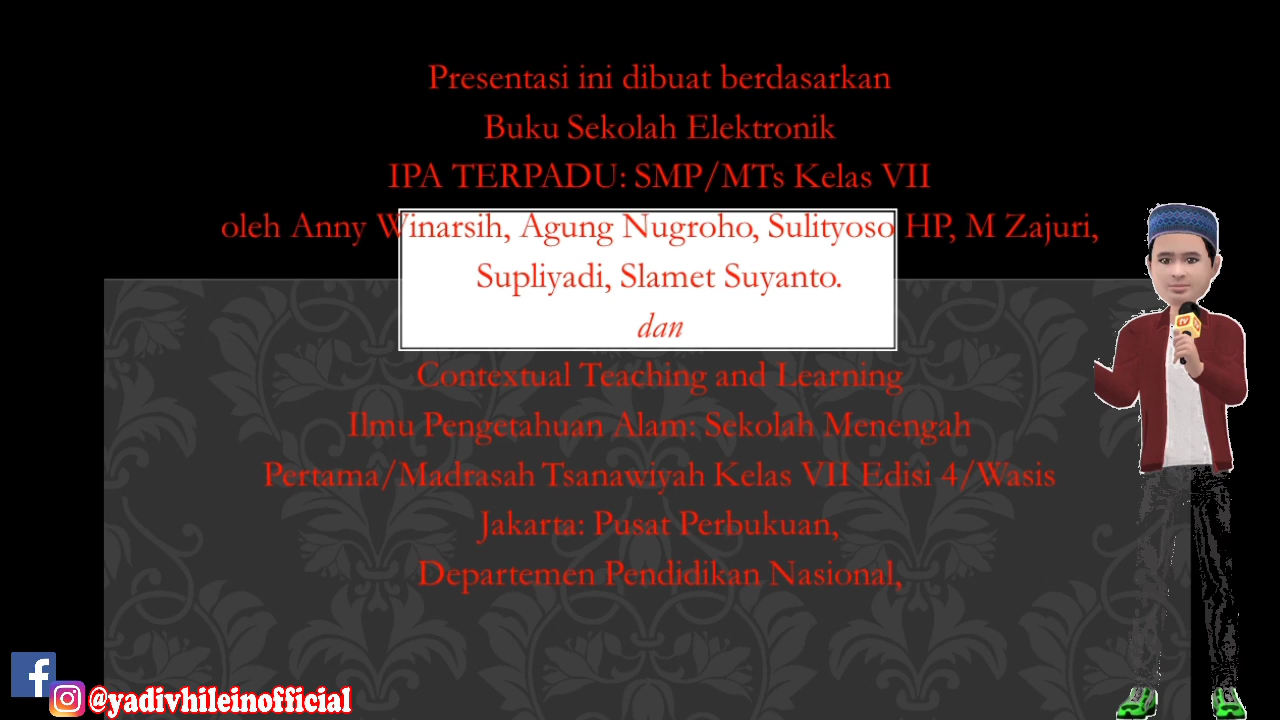 Presentasi ini dibuat berdasarkan
Buku Sekolah Elektronik
IPA TERPADU: SMP/MTs Kelas VII
oleh Anny Winarsih, Agung Nugroho, Sulityoso HP, M Zajuri,
Supliyadi, Slamet Suyanto.
dan
Contextual Teaching and Learning
Ilmu Pengetahuan Alam: Sekolah Menengah
Pertama/Madrasah Tsanawiyah Kelas VII Edisi 4/Wasis
Jakarta: Pusat Perbukuan,
Departemen Pendidikan Nasional,
TV
@yadivhileinofficial